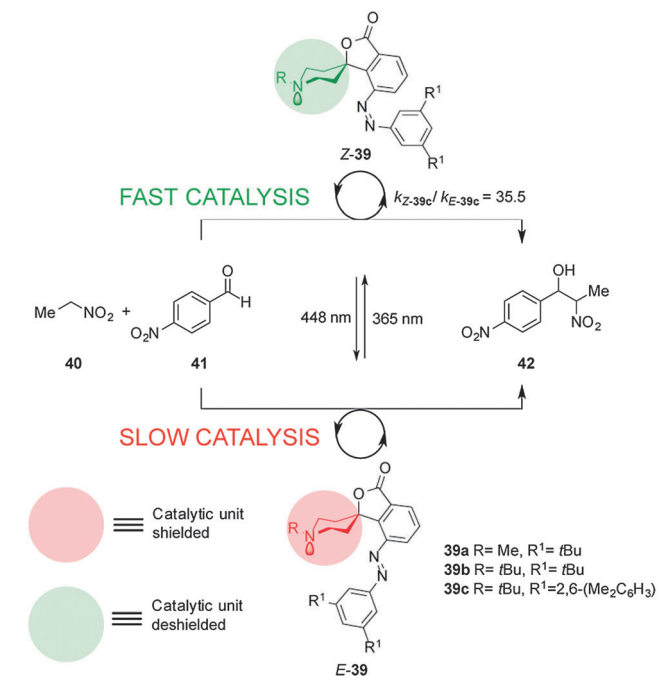 O
O
R
N
R¹
N
N
R¹
Z-39
FAST CATALYSIS
kZ-39c/ kE-39c = 35.5
O
H
OH
Me
Me
NO₂ +
448 nm
365 nm
O₂N
NO₂
NO₂
40
41
42
SLOW CATALYSIS
O
O
R
N
Catalytic unit
shielded
N
N
39a R= Me, R¹= tBu
39b R= tBu, R¹= tBu
39c R= tBu, R¹=2,6-(Me₂C₆H₃)
R¹
Catalytic unit
deshielded
R¹
E-39